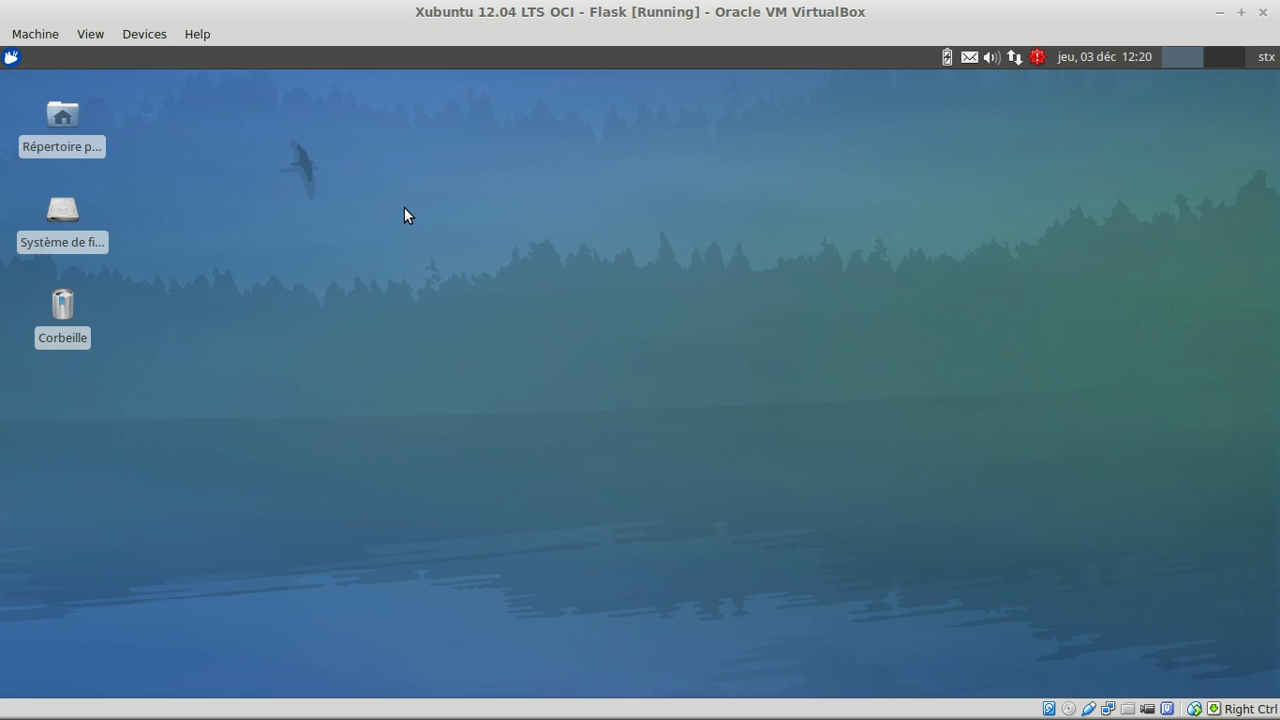 Xubuntu 12.04 LTS OCI - Flask [Running] - Oracle VM VirtualBox
Machine View Devices Help
jeu, 03 déc 12:20 stx
Répertoire p...
Système de fi...
Corbeille
Right Ctrl